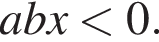 abx < 0.